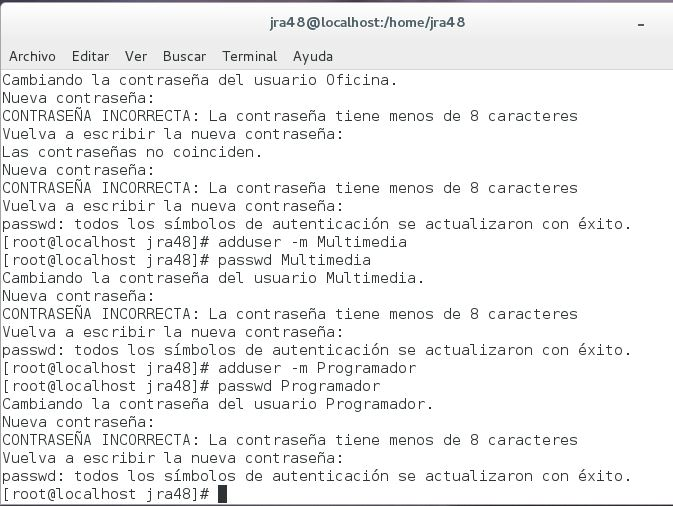 jra48@localhost:/home/jra48
Archivo Editar Ver Buscar Terminal Ayuda
Cambiando la contraseña del usuario Oficina.
Nueva contraseña:
CONTRASEÑA INCORRECTA: La contraseña tiene menos de 8 caracteres
Vuelva a escribir la nueva contraseña:
Las contraseñas no coinciden.
Nueva contraseña:
CONTRASEÑA INCORRECTA: La contraseña tiene menos de 8 caracteres
Vuelva a escribir la nueva contraseña:
passwd: todos los símbolos de autenticación se actualizaron con éxito.
[root@localhost jra48]# adduser -m Multimedia
[root@localhost jra48]# passwd Multimedia
Cambiando la contraseña del usuario Multimedia.
Nueva contraseña:
CONTRASEÑA INCORRECTA: La contraseña tiene menos de 8 caracteres
Vuelva a escribir la nueva contraseña:
passwd: todos los símbolos de autenticación se actualizaron con éxito.
[root@localhost jra48]# adduser -m Programador
[root@localhost jra48]# passwd Programador
Cambiando la contraseña del usuario Programador.
Nueva contraseña:
CONTRASEÑA INCORRECTA: La contraseña tiene menos de 8 caracteres
Vuelva a escribir la nueva contraseña:
passwd: todos los símbolos de autenticación se actualizaron con éxito.
[root@localhost jra48]#